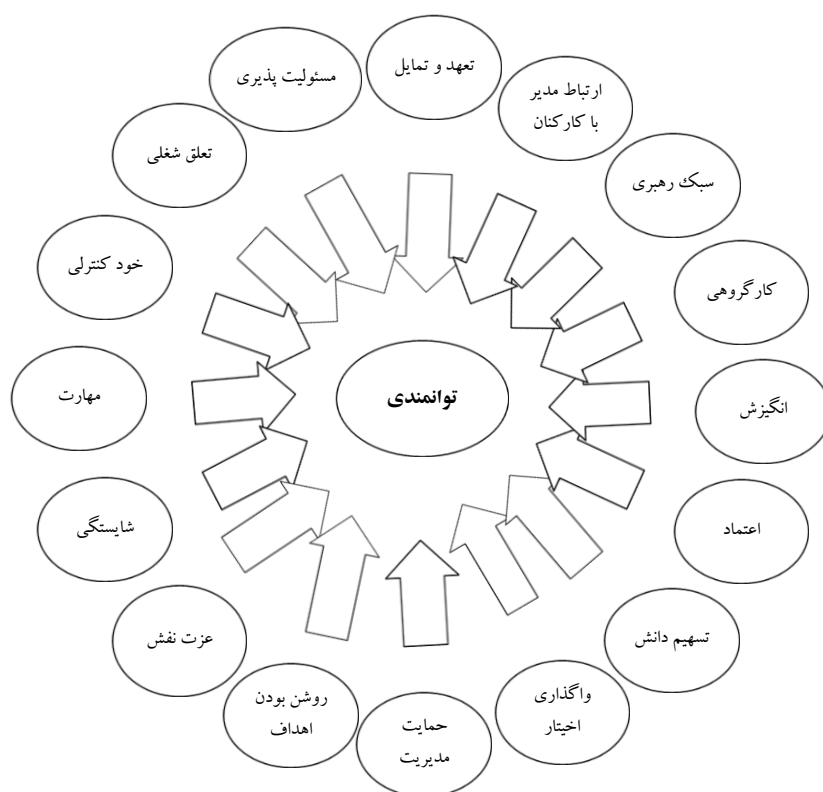 تعهد و تمایل
ارتباط مدیر
با کارکنان
سبک رهبری
کارگروهی
انگیزش
اعتماد
تسهیم دانش
واگذاری
اخیتار
حمایت
مدیریت
روشن بودن
اهداف
عزت نفش
شایستگی
مهارت
خود کنترلی
تعلق شغلی
مسئولیت پذیری
توانمندی